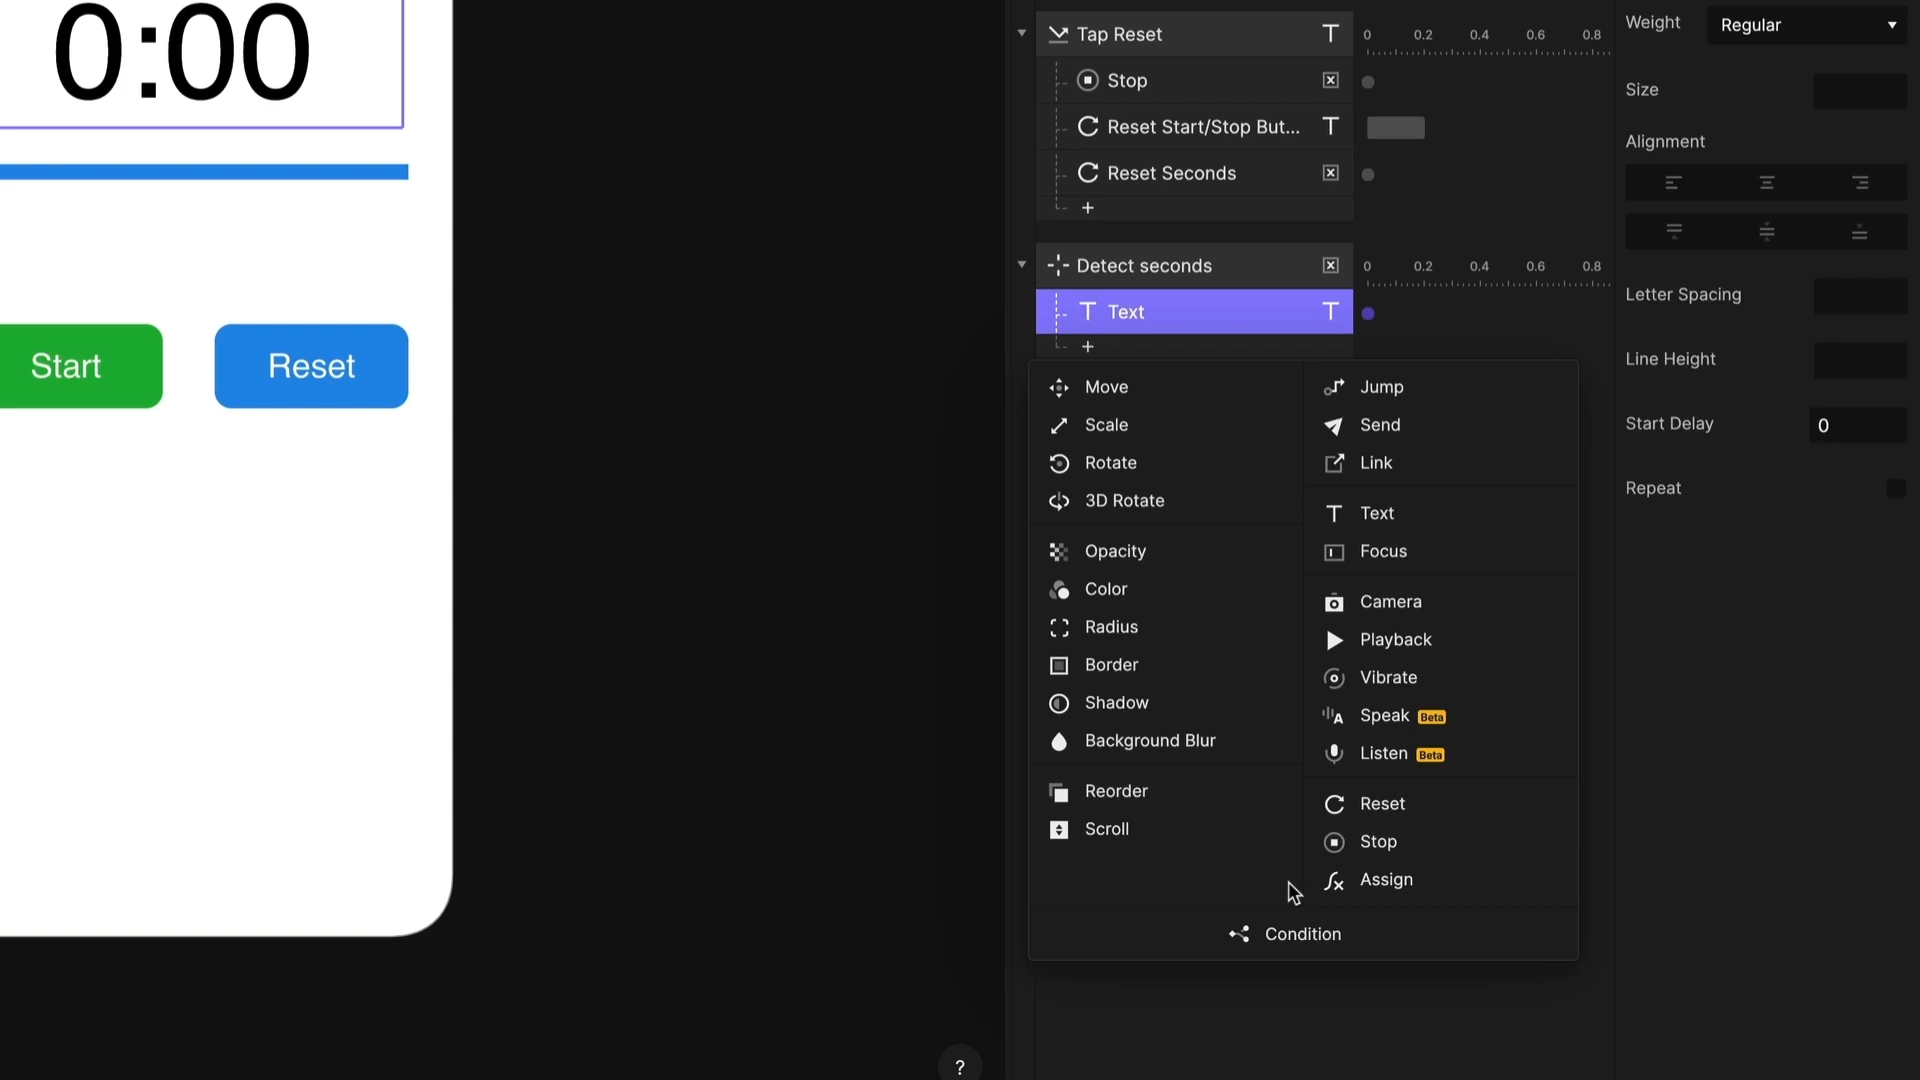 0:00
Start
Reset
Tap Reset
0 0.2 0.4 0.6 0.8
Stop
Reset Start/Stop But...
Reset Seconds
+
Detect seconds
0 0.2 0.4 0.6 0.8
Text
+
Move
Scale
Rotate
3D Rotate
Opacity
Color
Radius
Border
Shadow
Background Blur
Reorder
Scroll
Jump
Send
Link
Text
Focus
Camera
Playback
Vibrate
Speak Beta
Listen Beta
Reset
Stop
Assign
Condition
Weight Regular
Size
Alignment
Letter Spacing
Line Height
Start Delay 0
Repeat
?